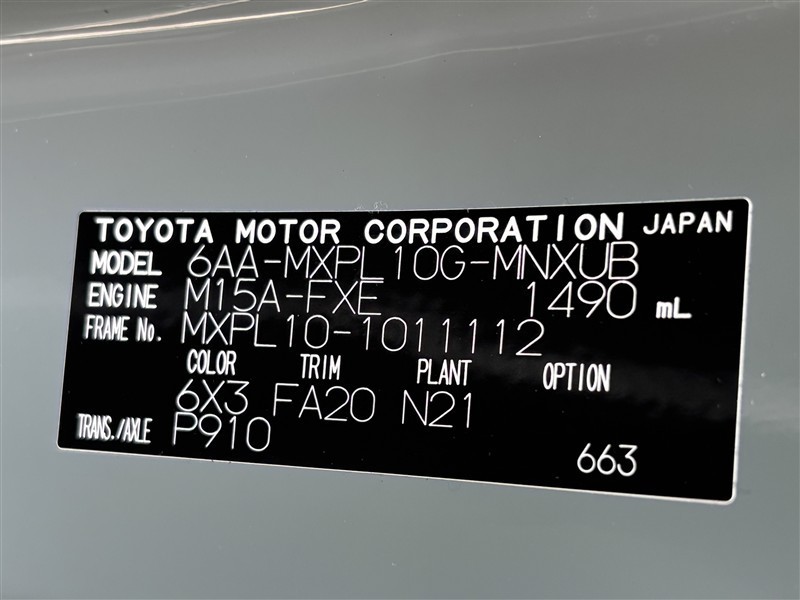 TOYOTA MOTOR CORPORATION JAPAN
MODEL 6AA-MXPL10G-MNXUB
ENGINE M15A-FXE 1490 mL
FRAME No. MXPL10-1011112
COLOR TRIM PLANT OPTION
6X3 FA20 N21
TRANS./AXLE P910
663